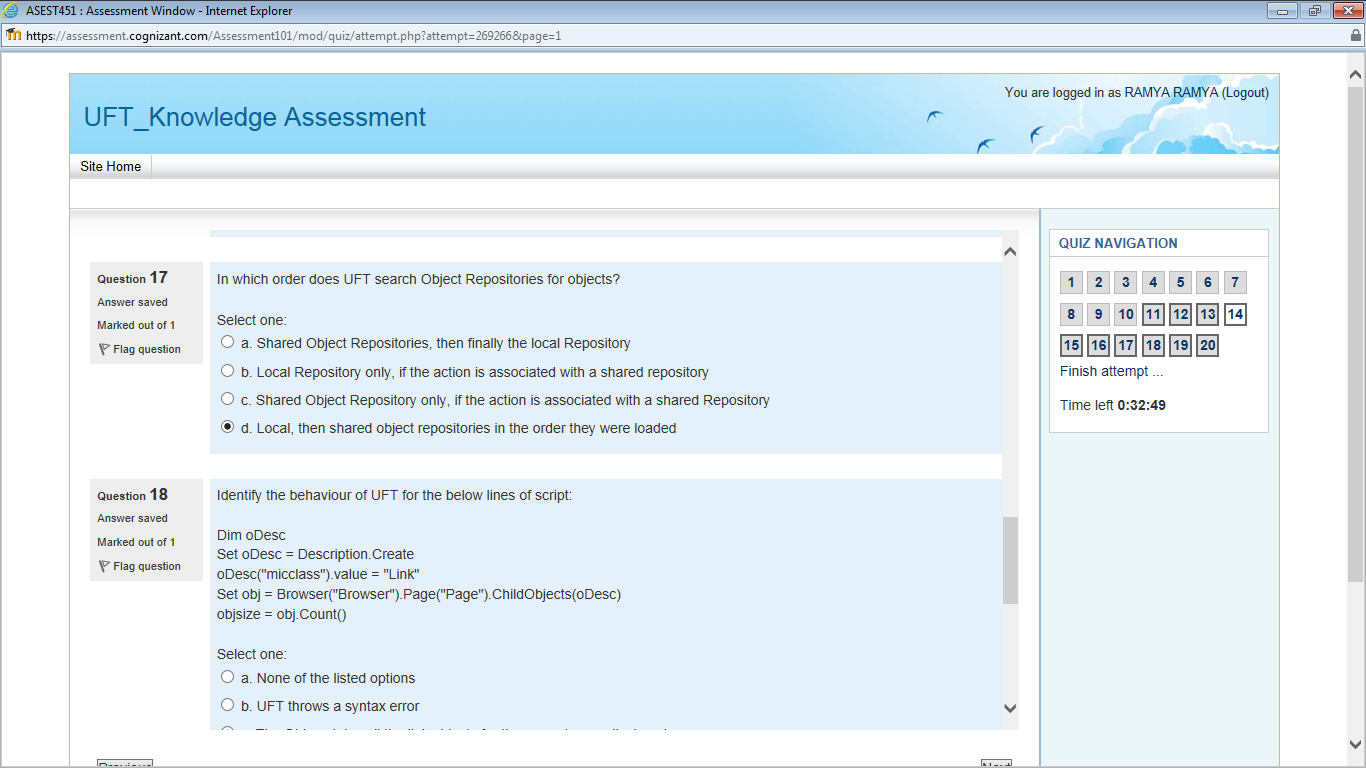 ASEST451 : Assessment Window - Internet Explorer
https://assessment.cognizant.com/Assessment101/mod/quiz/attempt.php?attempt=269266&page=1
You are logged in as RAMYA RAMYA (Logout)
UFT_Knowledge Assessment
Site Home
Question 17
Answer saved
Marked out of 1
Flag question
In which order does UFT search Object Repositories for objects?
Select one:
a. Shared Object Repositories, then finally the local Repository
b. Local Repository only, if the action is associated with a shared repository
c. Shared Object Repository only, if the action is associated with a shared Repository
d. Local, then shared object repositories in the order they were loaded
Question 18
Answer saved
Marked out of 1
Flag question
Identify the behaviour of UFT for the below lines of script:
Dim oDesc
Set oDesc = Description.Create
oDesc("micclass").value = "Link"
Set obj = Browser("Browser").Page("Page").ChildObjects(oDesc)
objsize = obj.Count()
Select one:
a. None of the listed options
b. UFT throws a syntax error
Previous
Next
QUIZ NAVIGATION
1 2 3 4 5 6 7
8 9 10 11 12 13 14
15 16 17 18 19 20
Finish attempt ...
Time left 0:32:49